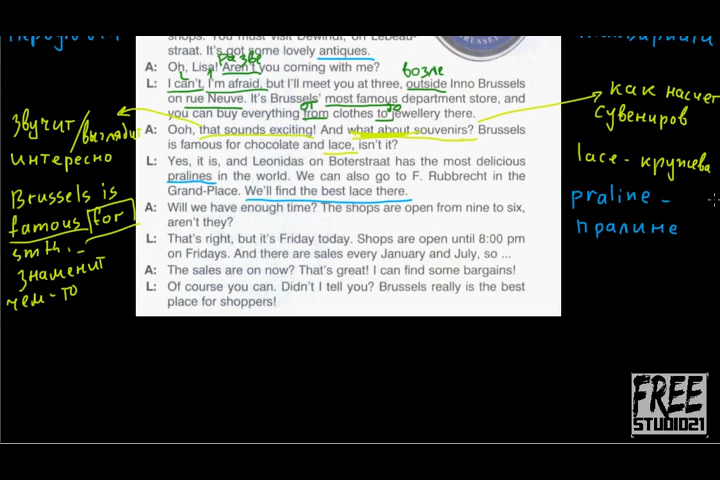 shops. You must visit Dewindt, on Lebeau-
straat. It's got some lovely antiques.
разве
A: Oh, Lisa! Aren't you coming with me?
возле
L: I can't, I'm afraid, but I'll meet you at three, outside Inno Brussels
on rue Neuve. It's Brussels' most famous department store, and
you can buy everything from clothes to jewellery there.
от
до
A: Ooh, that sounds exciting! And what about souvenirs? Brussels
is famous for chocolate and lace, isn't it?
L: Yes, it is, and Leonidas on Boterstraat has the most delicious
pralines in the world. We can also go to F. Rubbrecht in the
Grand-Place. We'll find the best lace there.
A: Will we have enough time? The shops are open from nine to six,
aren't they?
L: That's right, but it's Friday today. Shops are open until 8:00 pm
on Fridays. And there are sales every January and July, so ...
A: The sales are on now? That's great! I can find some bargains!
L: Of course you can. Didn't I tell you? Brussels really is the best
place for shoppers!
звучит/выглядит
интересно
Brussels is
famous for
smth. -
знаменит
чем-то
как насчет
сувениров
lace - кружева
praline -
пралине
BRUSSELS
FREE
STUDIO21